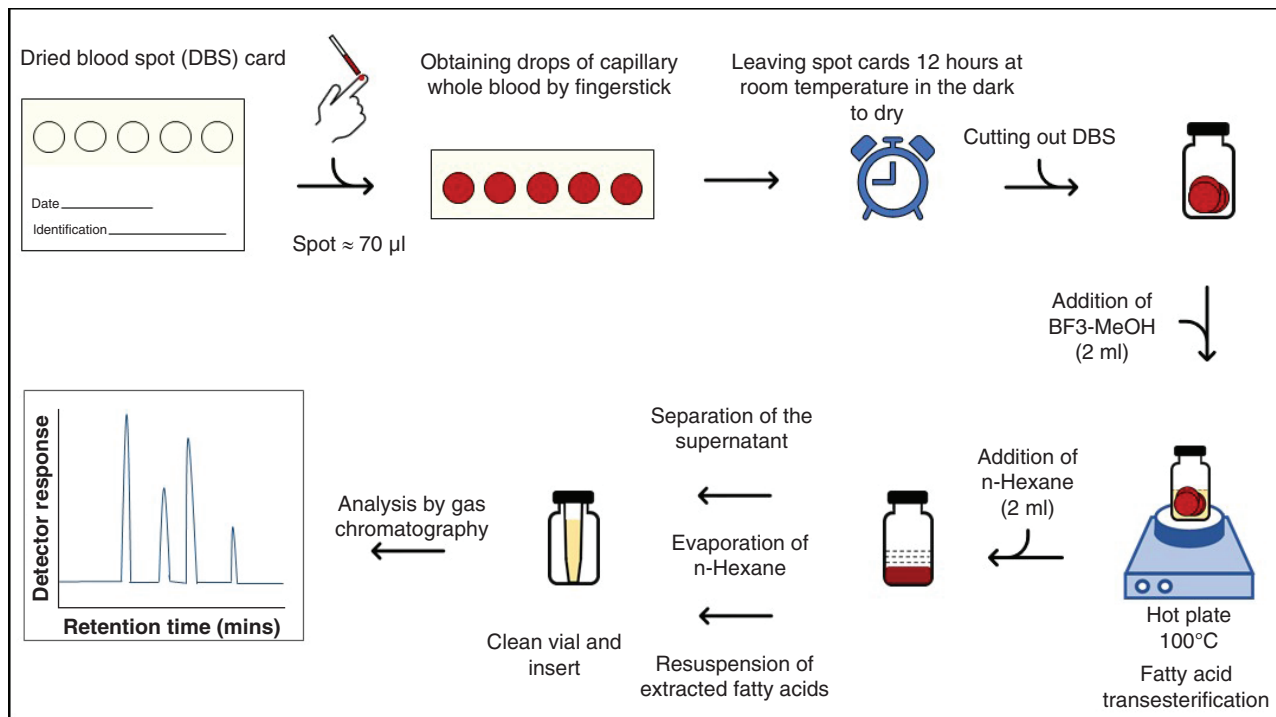 Dried blood spot (DBS) card
Date
Identification
Spot ≈ 70 µl
Obtaining drops of capillary
whole blood by fingerstick
Leaving spot cards 12 hours at
room temperature in the dark
to dry
Cutting out DBS
Addition of
BF3-MeOH
(2 ml)
Hot plate
100°C
Fatty acid
transesterification
Addition of
n-Hexane
(2 ml)
Separation of the
supernatant
Evaporation of
n-Hexane
Resuspension of
extracted fatty acids
Clean vial and
insert
Analysis by gas
chromatography
Detector response
Retention time (mins)